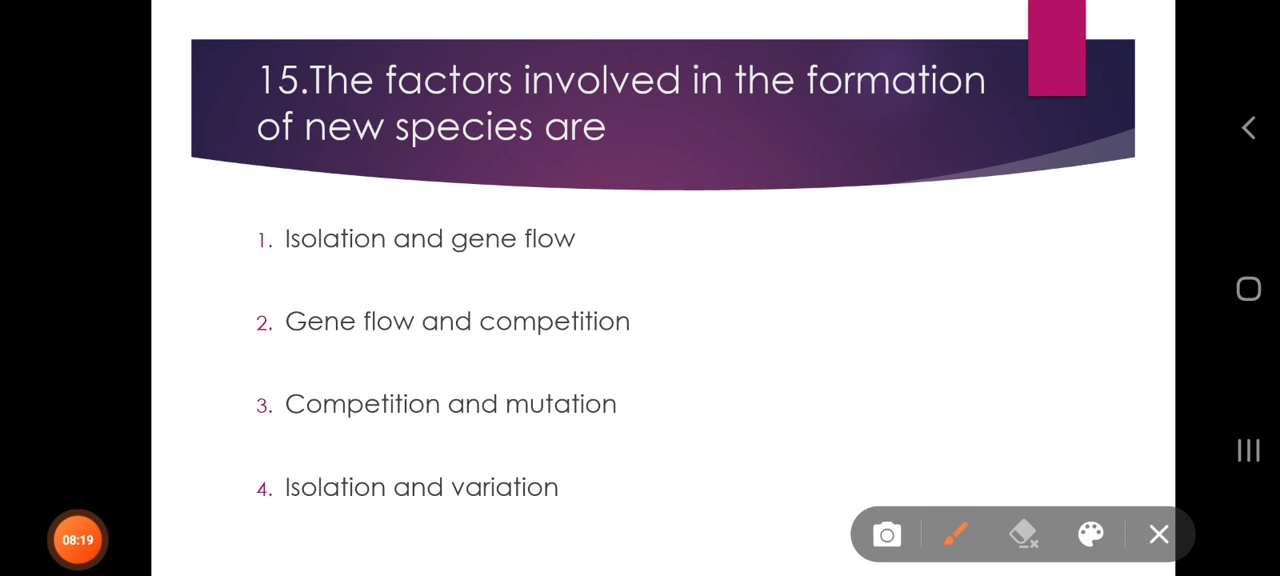 15.The factors involved in the formation
of new species are
1. Isolation and gene flow
2. Gene flow and competition
3. Competition and mutation
4. Isolation and variation
08:19